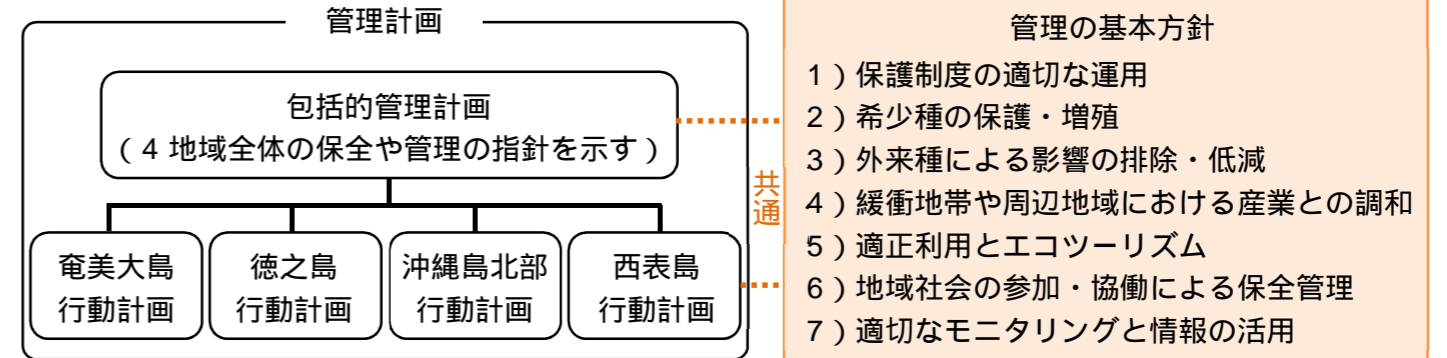 管理計画
包括的管理計画
(4 地域全体の保全や管理の指針を示す)
奄美大島
行動計画
徳之島
行動計画
沖縄島北部
行動計画
西表島
行動計画
共通
管理の基本方針
1)保護制度の適切な運用
2)希少種の保護・増殖
3)外来種による影響の排除・低減
4)緩衝地帯や周辺地域における産業との調和
5)適正利用とエコツーリズム
6)地域社会の参加・協働による保全管理
7)適切なモニタリングと情報の活用